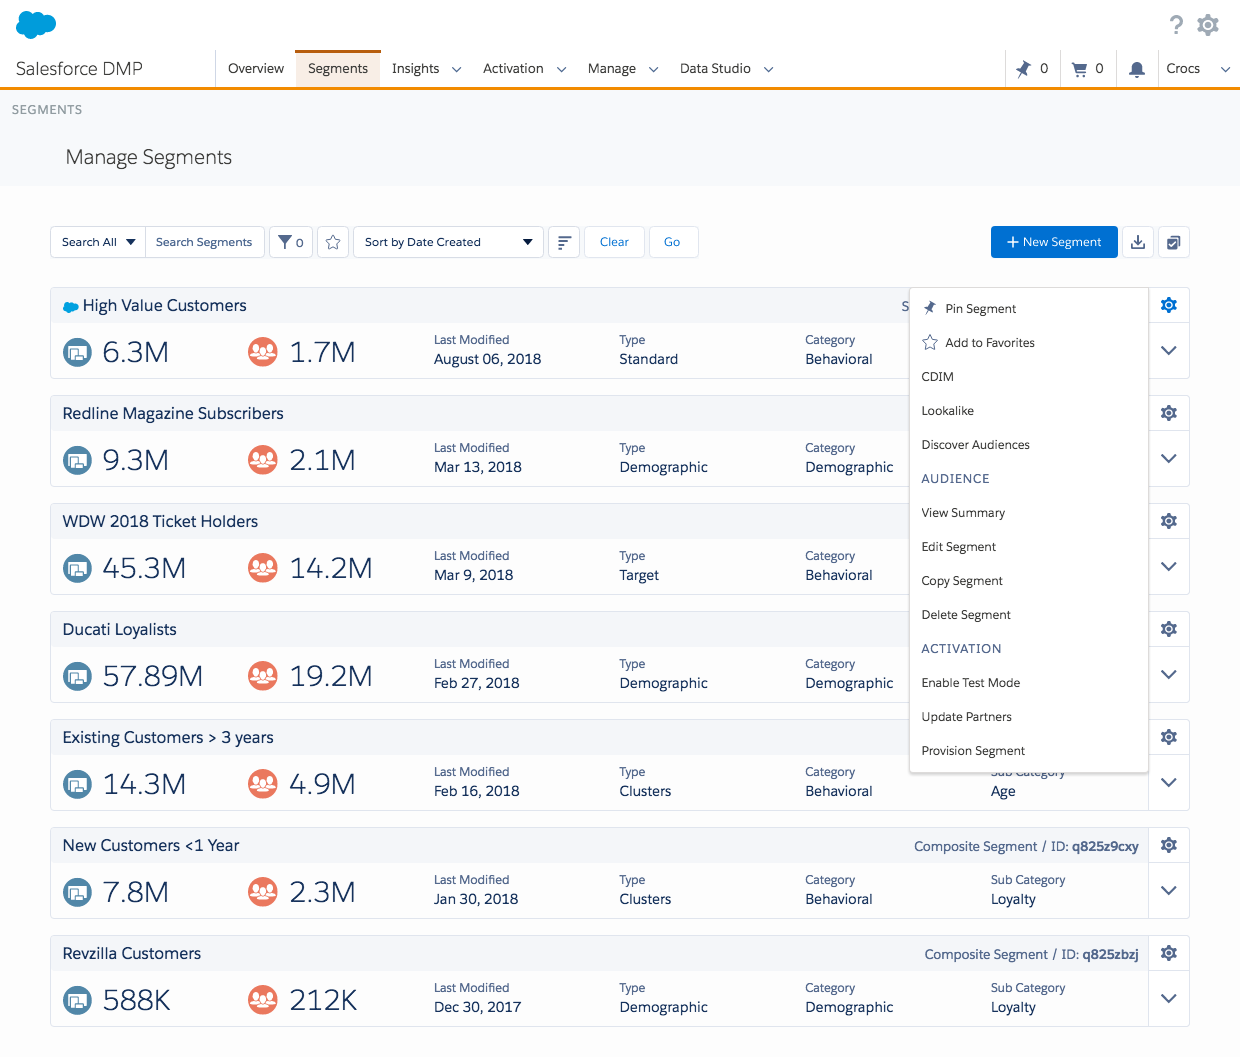 ?
Salesforce DMP
Overview Segments Insights Activation Manage Data Studio 0 0 Crocs
SEGMENTS
Manage Segments
Search All Search Segments 0 Sort by Date Created Clear Go + New Segment
High Value Customers S
6.3M 1.7M
Last Modified Type Category
August 06, 2018 Standard Behavioral
Pin Segment
Add to Favorites
CDIM
Lookalike
Discover Audiences
AUDIENCE
View Summary
Edit Segment
Copy Segment
Delete Segment
ACTIVATION
Enable Test Mode
Update Partners
Provision Segment
Redline Magazine Subscribers
9.3M 2.1M
Last Modified Type Category
Mar 13, 2018 Demographic Demographic
WDW 2018 Ticket Holders
45.3M 14.2M
Last Modified Type Category
Mar 9, 2018 Target Behavioral
Ducati Loyalists
57.89M 19.2M
Last Modified Type Category
Feb 27, 2018 Demographic Demographic
Existing Customers > 3 years
14.3M 4.9M
Last Modified Type Category Sub Category
Feb 16, 2018 Clusters Behavioral Age
New Customers <1 Year Composite Segment / ID: q825z9cxy
7.8M 2.3M
Last Modified Type Category Sub Category
Jan 30, 2018 Clusters Behavioral Loyalty
Revzilla Customers Composite Segment / ID: q825zbzj
588K 212K
Last Modified Type Category Sub Category
Dec 30, 2017 Demographic Demographic Loyalty